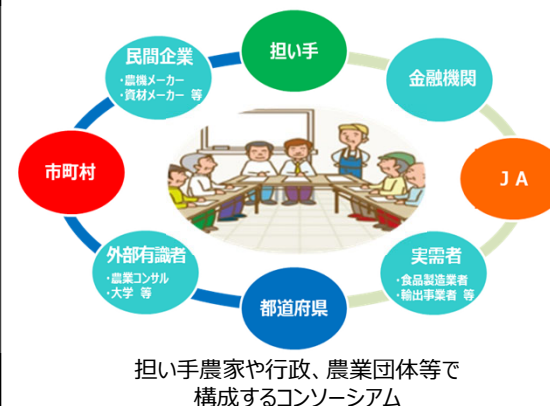 担い手
民間企業
・農機メーカー
・資材メーカー 等
金融機関
市町村
JA
外部有識者
・農業コンサル
・大学 等
実需者
・食品製造業者
・輸出事業者 等
都道府県
担い手農家や行政、農業団体等で
構成するコンソーシアム